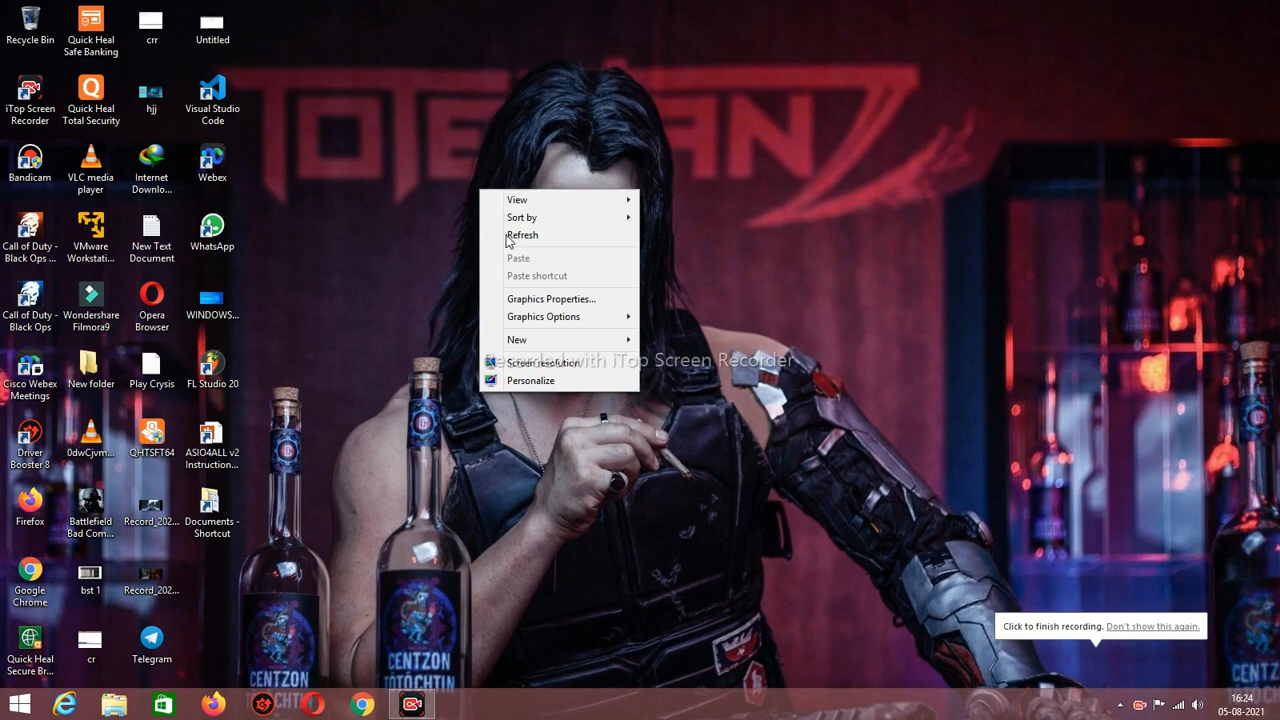 Recycle Bin
Quick Heal
Safe Banking
crr
Untitled
iTop Screen
Recorder
Quick Heal
Total Security
hjj
Visual Studio
Code
Bandicam
VLC media
player
Internet
Downlo...
Webex
Call of Duty -
Black Ops ...
VMware
Workstati...
New Text
Document
WhatsApp
Call of Duty -
Black Ops
Wondershare
Filmora9
Opera
Browser
WINDOWS...
Cisco Webex
Meetings
New folder
Play Crysis
FL Studio 20
Driver
Booster 8
0dwCjvm...
QHTSFT64
ASIO4ALL v2
Instruction...
Firefox
Battlefield
Bad Com...
Record_202...
Documents -
Shortcut
Google
Chrome
bst 1
Record_202...
Quick Heal
Secure Br...
cr
Telegram
View
Sort by
Refresh
Paste
Paste shortcut
Graphics Properties...
Graphics Options
New
Screen resolution
Personalize
Recorded with iTop Screen Recorder
CENTZON
TOTOCHTIN
CENTZON
TÒTÒCHTIN
Click to finish recording. Don't show this again.
16:24
05-08-2021